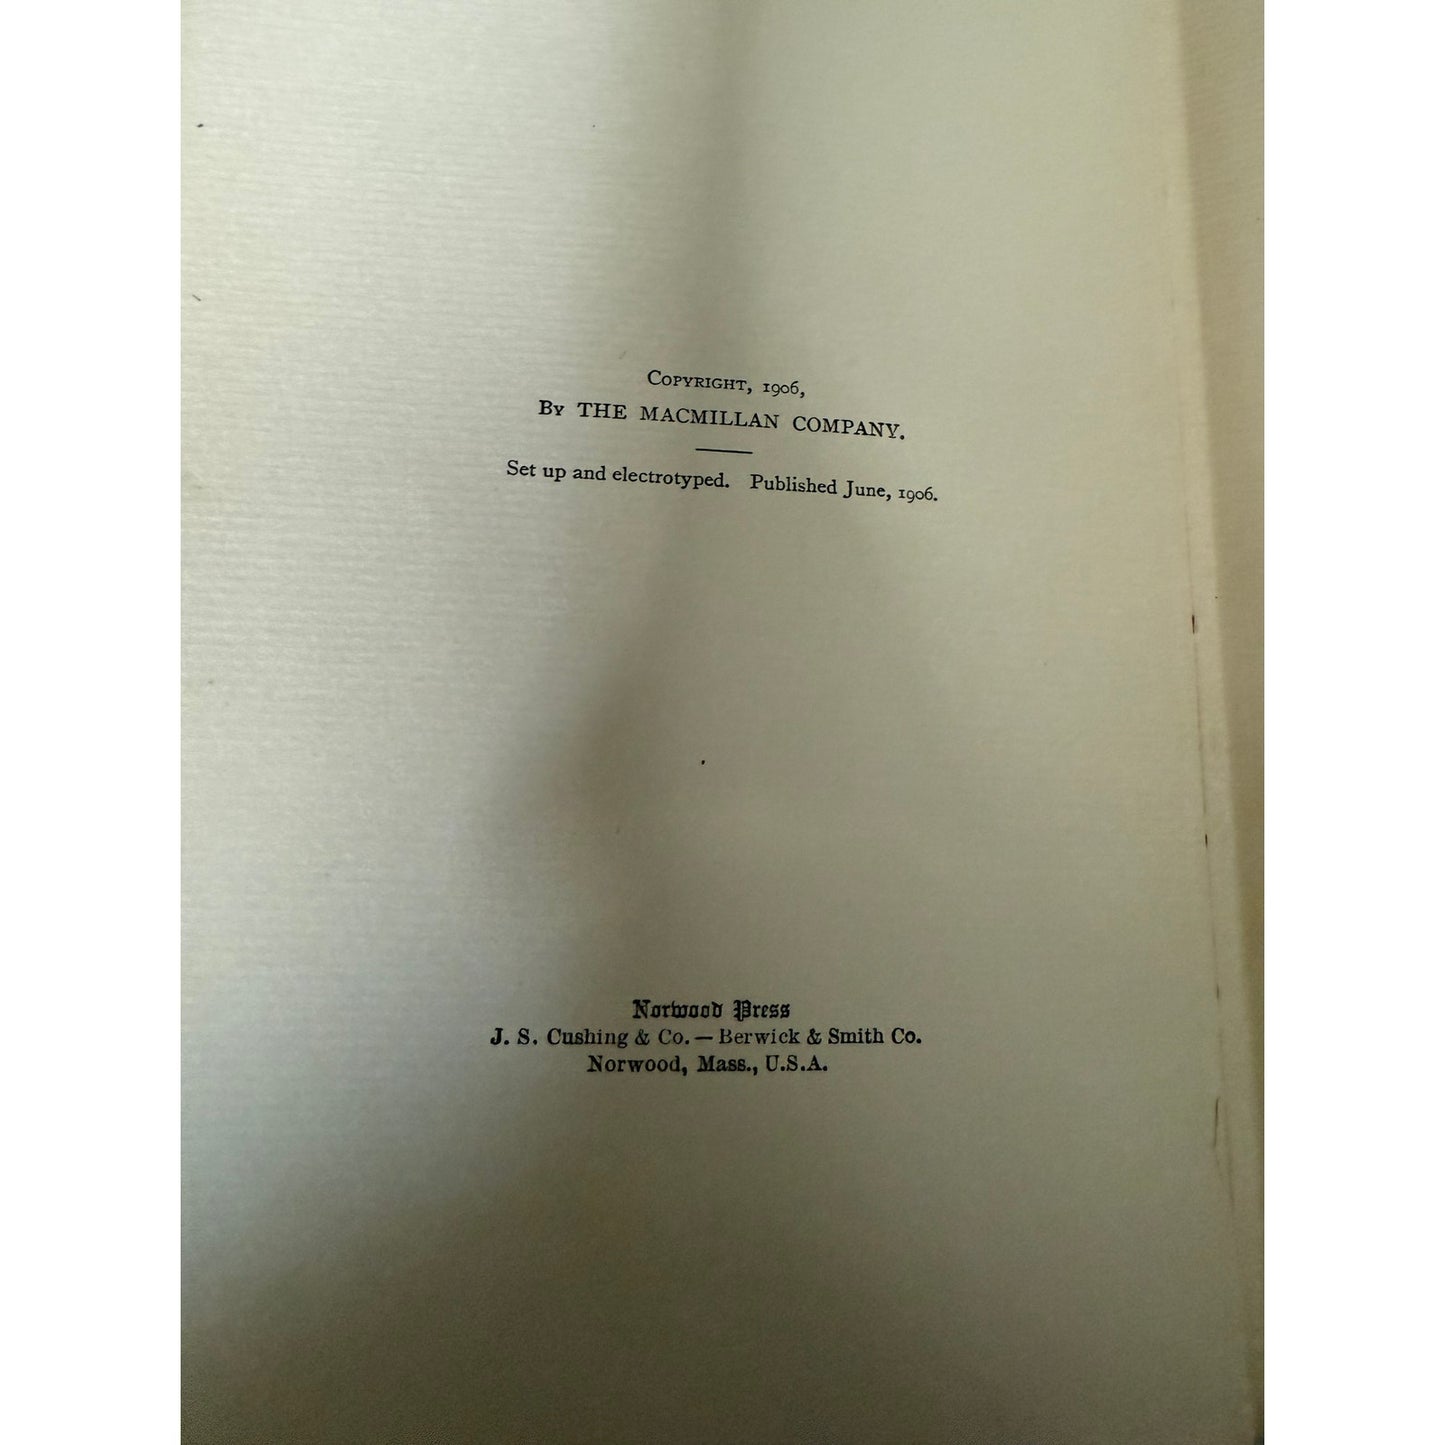 Copyright, 1906,
By THE MACMILLAN COMPANY.
Set up and electrotyped. Published June, 1906.
Norwood Press
J. S. Cushing & Co. — Berwick & Smith Co.
Norwood, Mass., U.S.A.